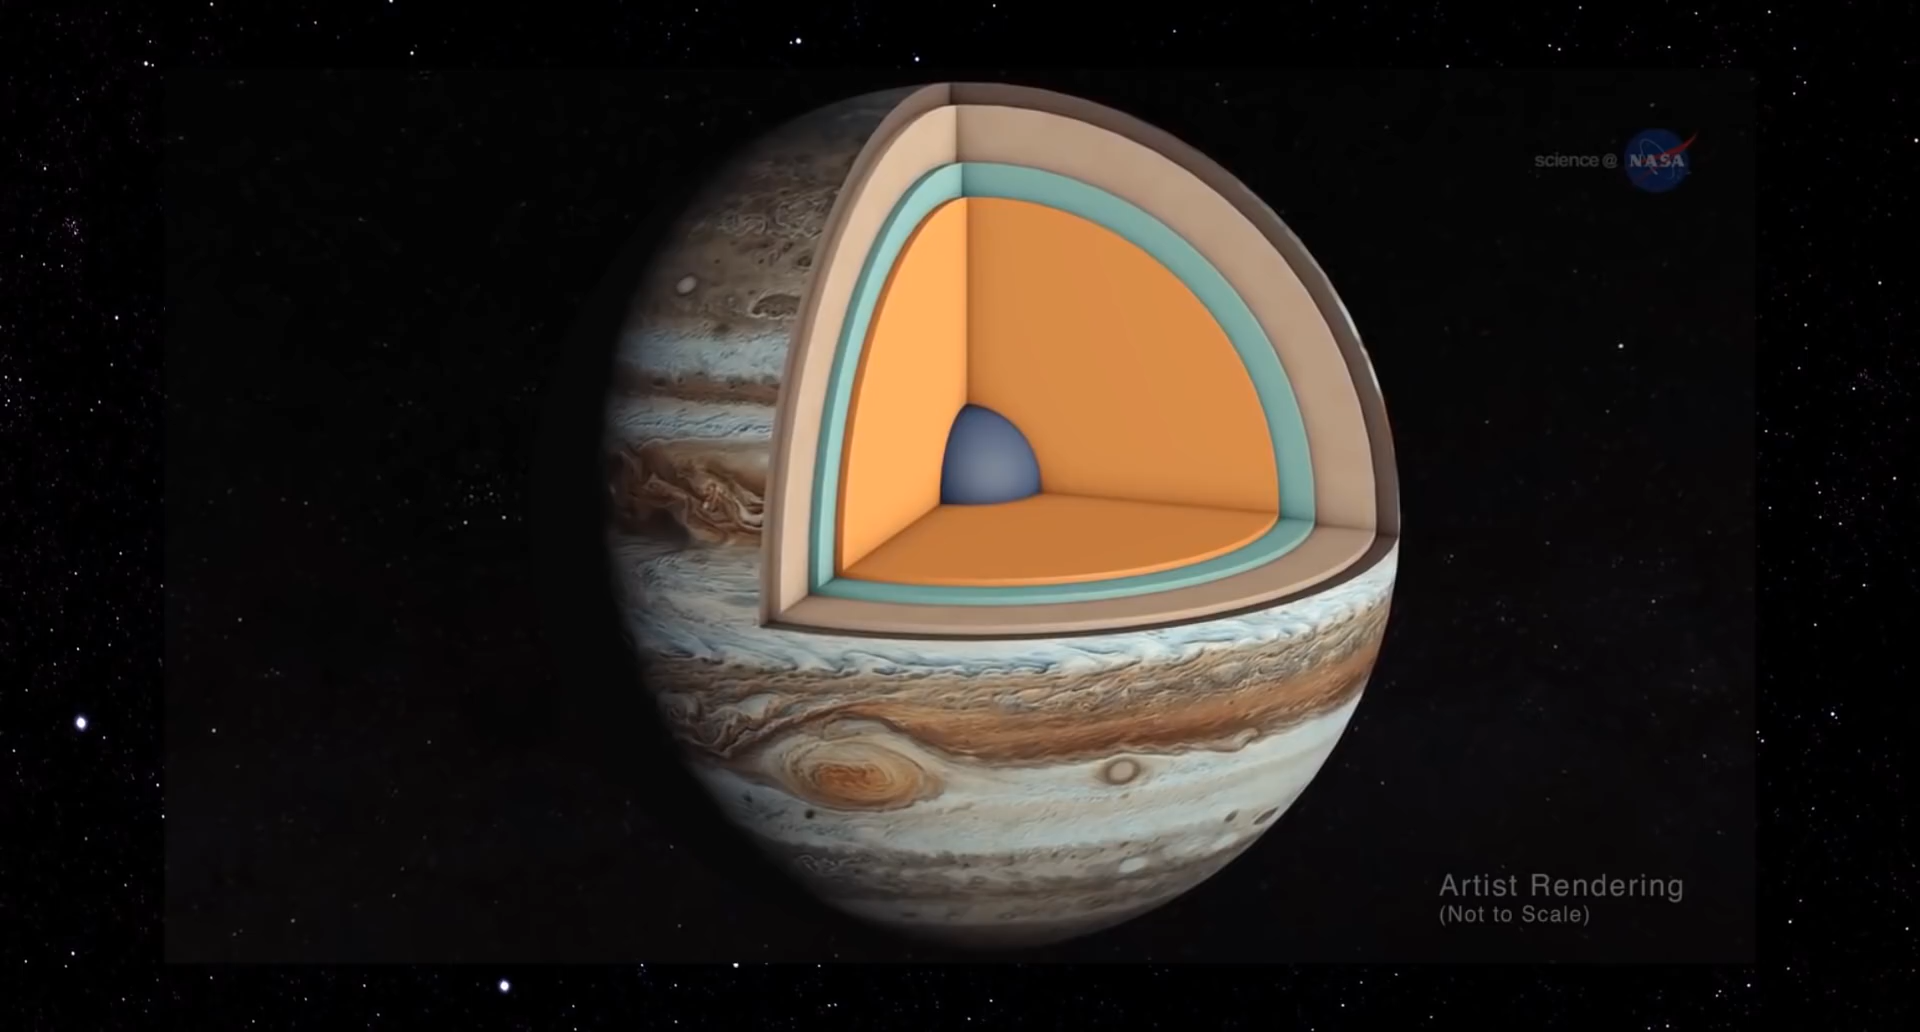 science@ NASA
Artist Rendering
(Not to Scale)